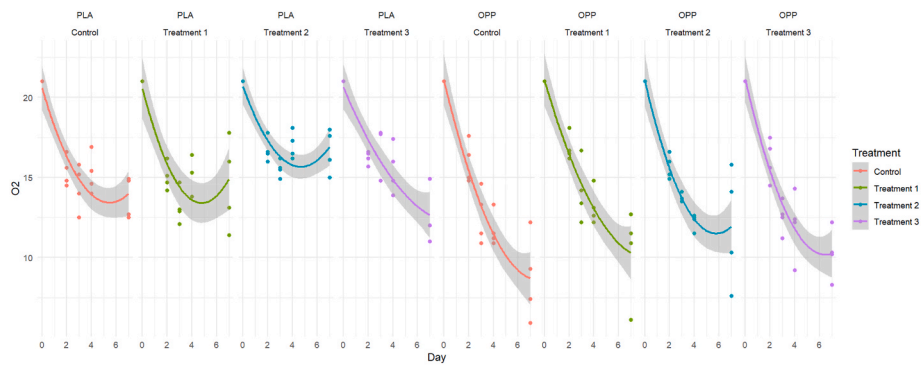 PLA PLA PLA PLA OPP OPP OPP OPP
Control Treatment 1 Treatment 2 Treatment 3 Control Treatment 1 Treatment 2 Treatment 3
20
15
10
O2
0 2 4 6 0 2 4 6 0 2 4 6 0 2 4 6 0 2 4 6 0 2 4 6 0 2 4 6 0 2 4 6
Day
Treatment
Control
Treatment 1
Treatment 2
Treatment 3